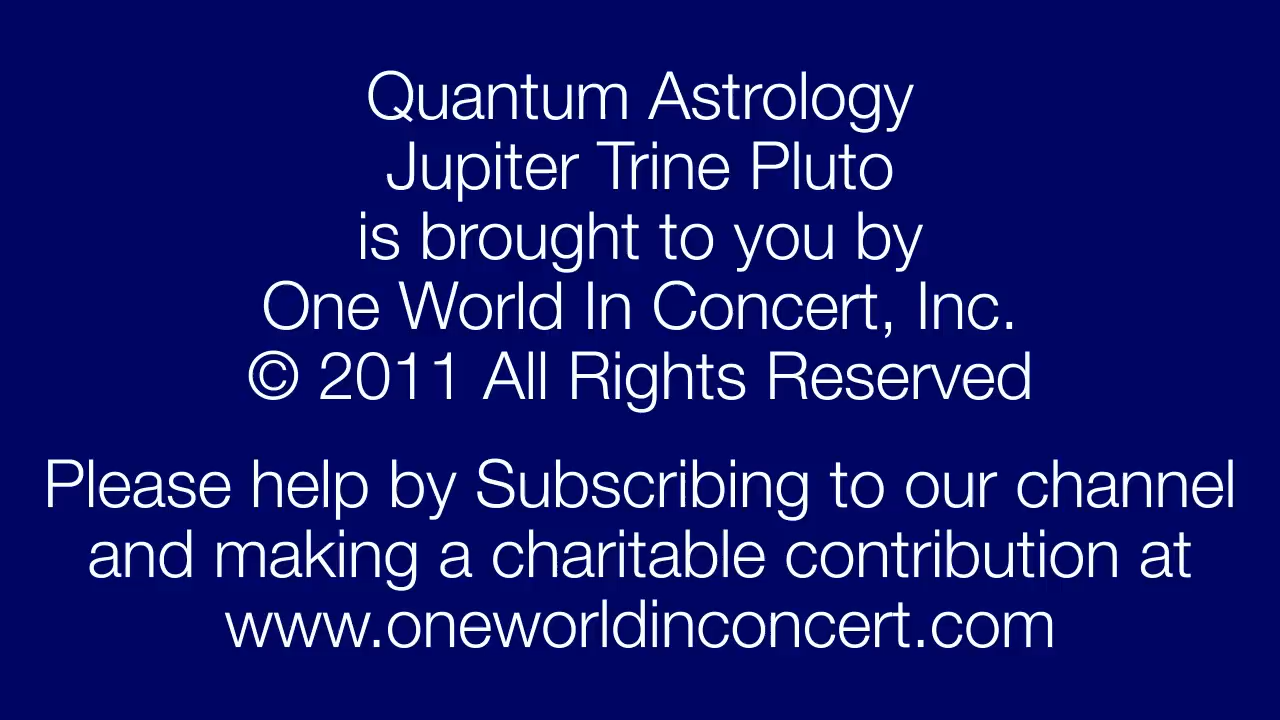 Quantum Astrology
Jupiter Trine Pluto
is brought to you by
One World In Concert, Inc.
© 2011 All Rights Reserved
Please help by Subscribing to our channel
and making a charitable contribution at
www.oneworldinconcert.com